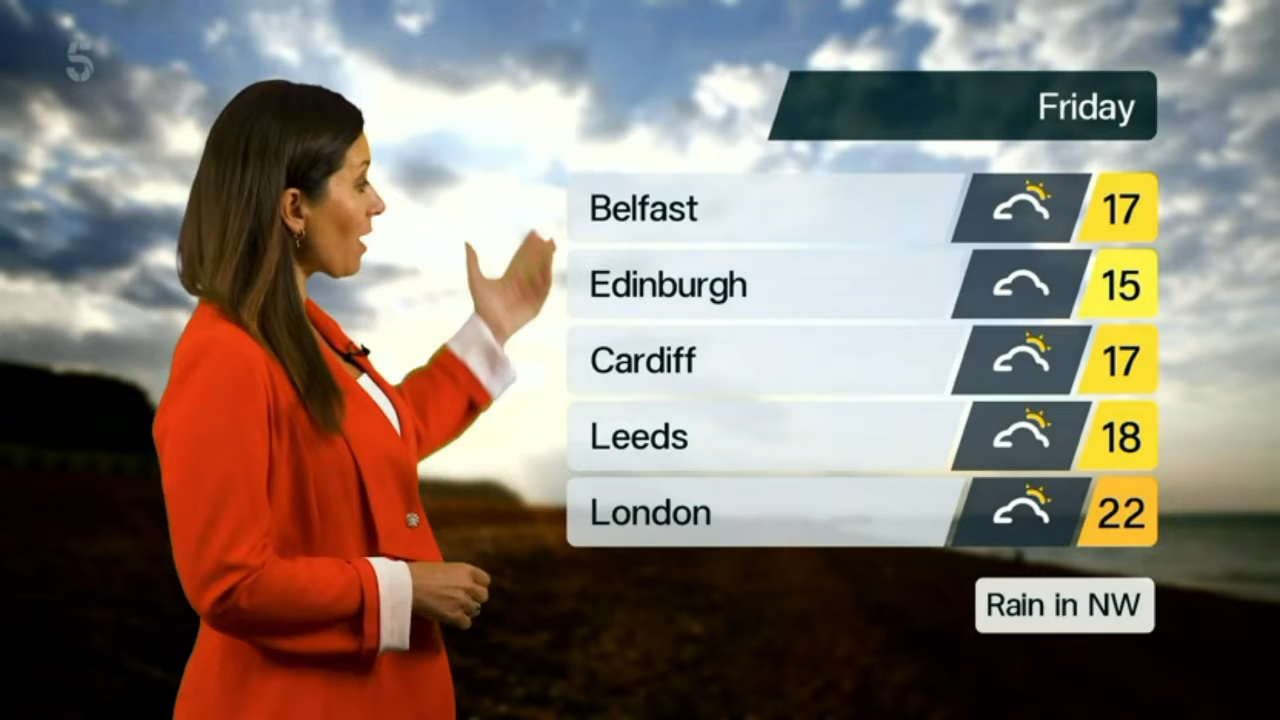 5
Friday
Belfast 17
Edinburgh 15
Cardiff 17
Leeds 18
London 22
Rain in NW